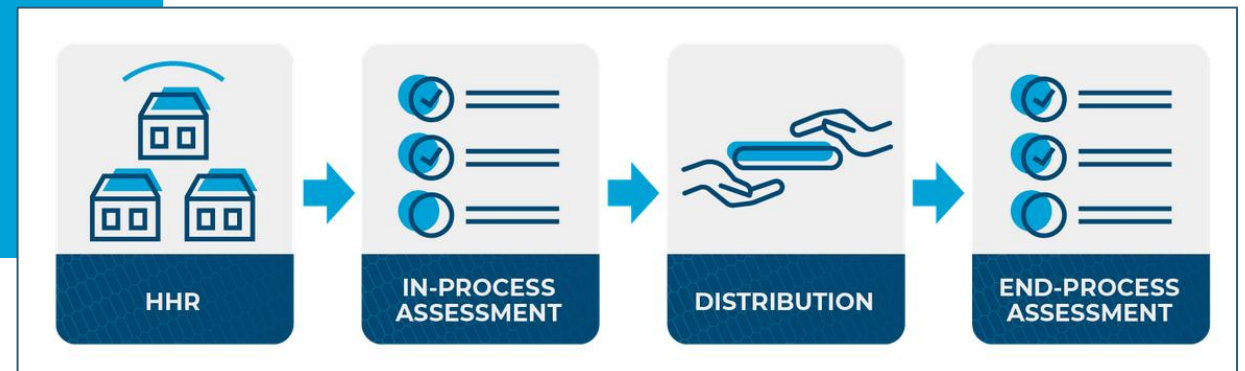 HHR
IN-PROCESS
ASSESSMENT
DISTRIBUTION
END-PROCESS
ASSESSMENT